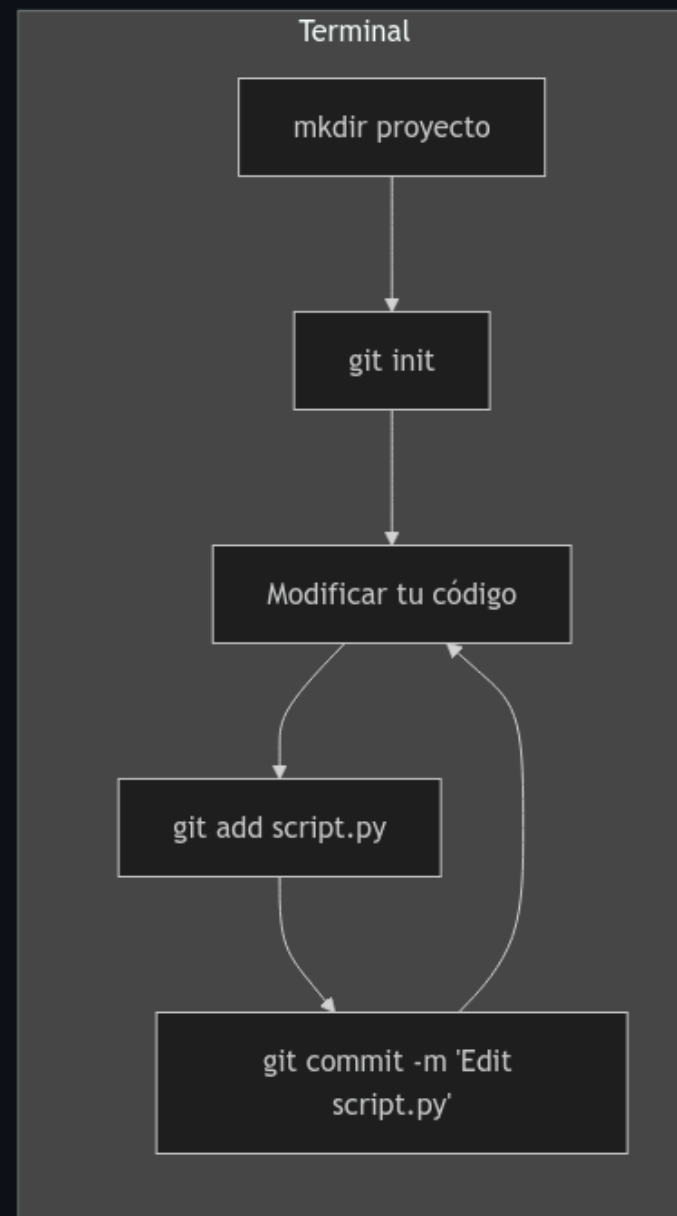 Terminal
mkdir proyecto
git init
Modificar tu código
git add script.py
git commit -m 'Edit
script.py'